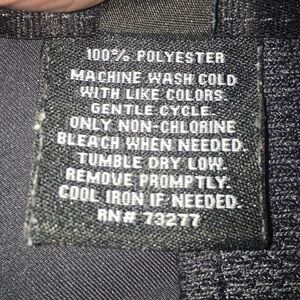 100% POLYESTER
MACHINE WASH COLD
WITH LIKE COLORS.
GENTLE CYCLE.
ONLY NON-CHLORINE
BLEACH WHEN NEEDED.
TUMBLE DRY LOW.
REMOVE PROMPTLY.
COOL IRON IF NEEDED.
RN# 73277